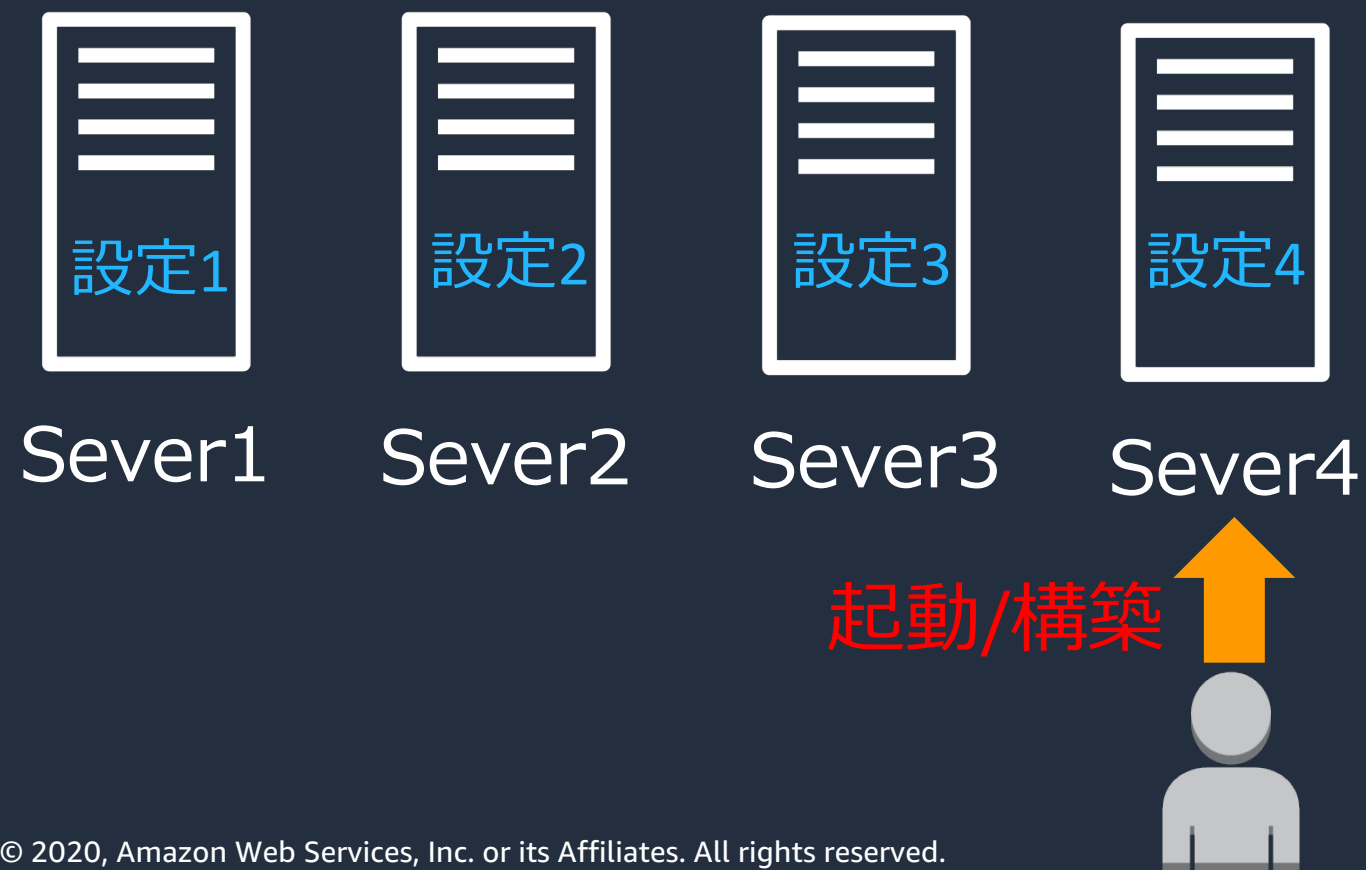 設定1
設定2
設定3
設定4
Sever1
Sever2
Sever3
Sever4
起動/構築
© 2020, Amazon Web Services, Inc. or its Affiliates. All rights reserved.